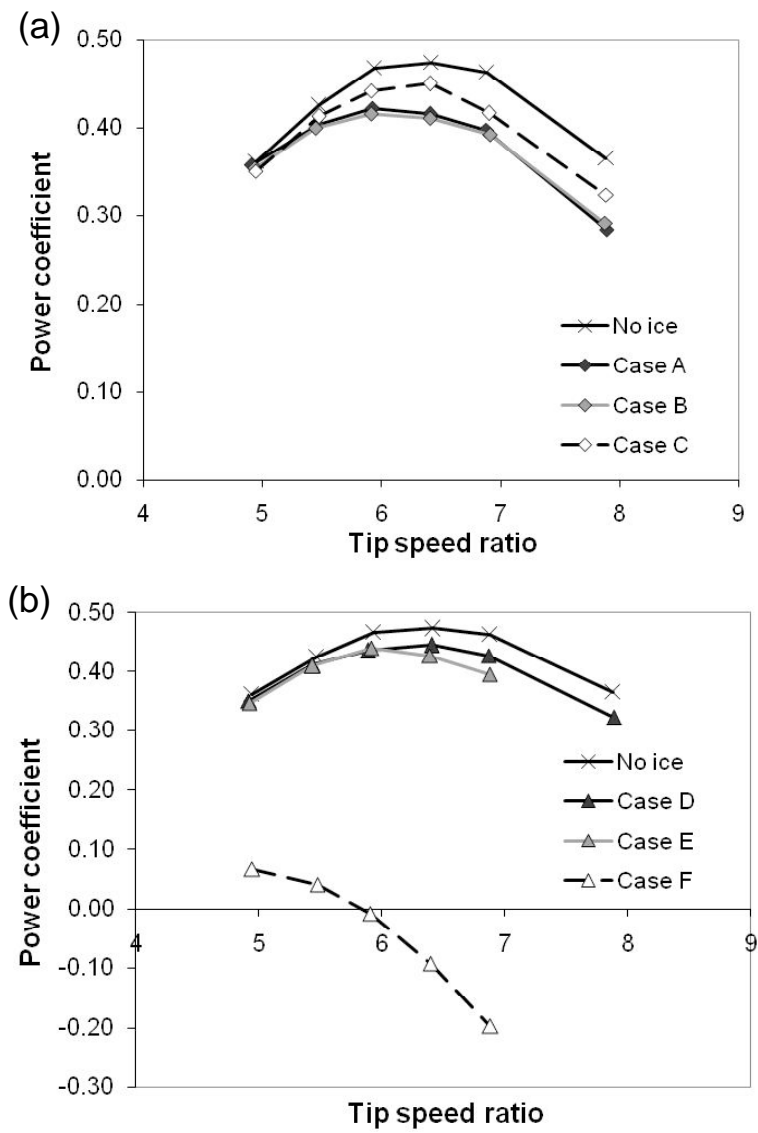 (a)
0.50
0.40
0.30
0.20
0.10
0.00
Power coefficient
No ice
Case A
Case B
Case C
4 5 6 7 8 9
Tip speed ratio
(b)
0.50
0.40
0.30
0.20
0.10
0.00
-0.10
-0.20
-0.30
Power coefficient
No ice
Case D
Case E
Case F
4 5 6 7 8 9
Tip speed ratio